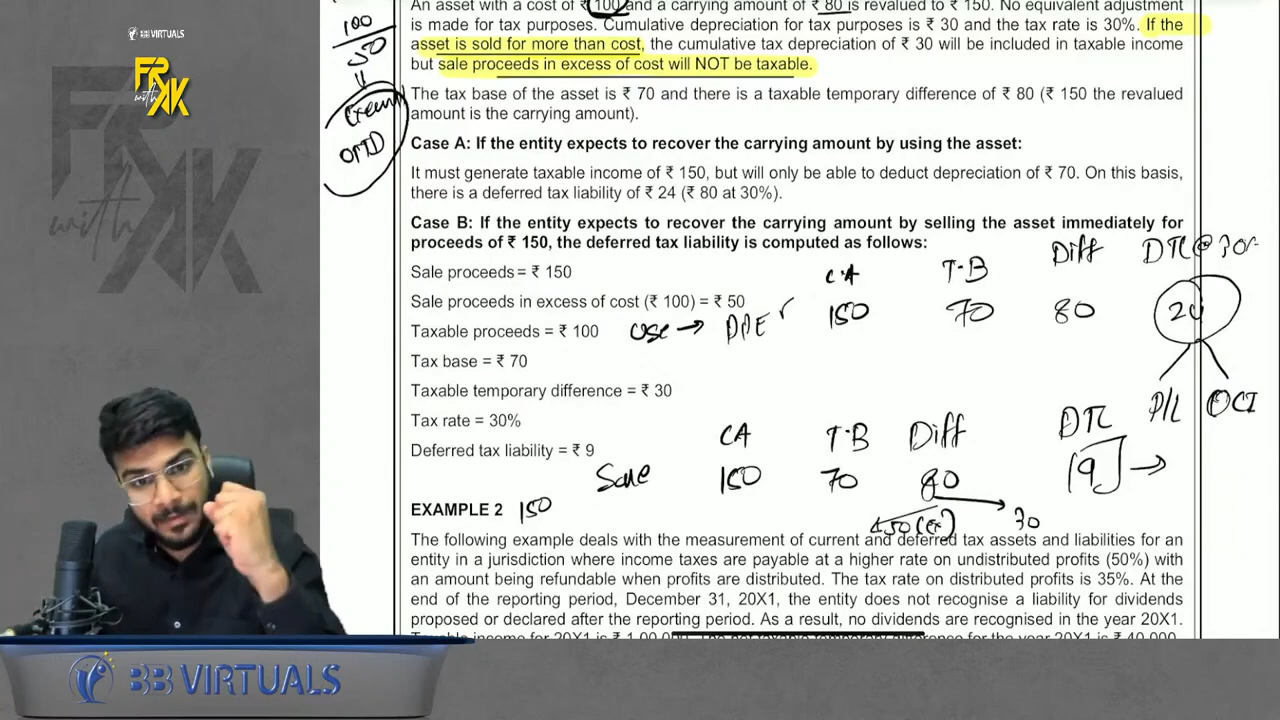 An asset with a cost of ₹ 100 and a carrying amount of ₹ 80 is revalued to ₹ 150. No equivalent adjustment
is made for tax purposes. Cumulative depreciation for tax purposes is ₹ 30 and the tax rate is 30%. If the
asset is sold for more than cost, the cumulative tax depreciation of ₹ 30 will be included in taxable income
but sale proceeds in excess of cost will NOT be taxable.
100
50
The tax base of the asset is ₹ 70 and there is a taxable temporary difference of ₹ 80 (₹ 150 the revalued
amount is the carrying amount).
Case A: If the entity expects to recover the carrying amount by using the asset:
It must generate taxable income of ₹ 150, but will only be able to deduct depreciation of ₹ 70. On this basis,
there is a deferred tax liability of ₹ 24 (₹ 80 at 30%).
Case B: If the entity expects to recover the carrying amount by selling the asset immediately for
proceeds of ₹ 150, the deferred tax liability is computed as follows:
CA T.B Diff DTL@30%
Sale proceeds = ₹ 150
Sale proceeds in excess of cost (₹ 100) = ₹ 50
Taxable proceeds = ₹ 100 use → PPE 150 70 80
Tax base = ₹ 70
Taxable temporary difference = ₹ 30
P/L OCI
Tax rate = 30%
CA T.B Diff DTL
Deferred tax liability = ₹ 9
Sale 150 70 80 9 →
EXAMPLE 2 150
30
The following example deals with the measurement of current and deferred tax assets and liabilities for an
entity in a jurisdiction where income taxes are payable at a higher rate on undistributed profits (50%) with
an amount being refundable when profits are distributed. The tax rate on distributed profits is 35%. At the
end of the reporting period, December 31, 20X1, the entity does not recognise a liability for dividends
proposed or declared after the reporting period. As a result, no dividends are recognised in the year 20X1.
BB VIRTUALS
FR with AK
FR with AK
BB VIRTUALS